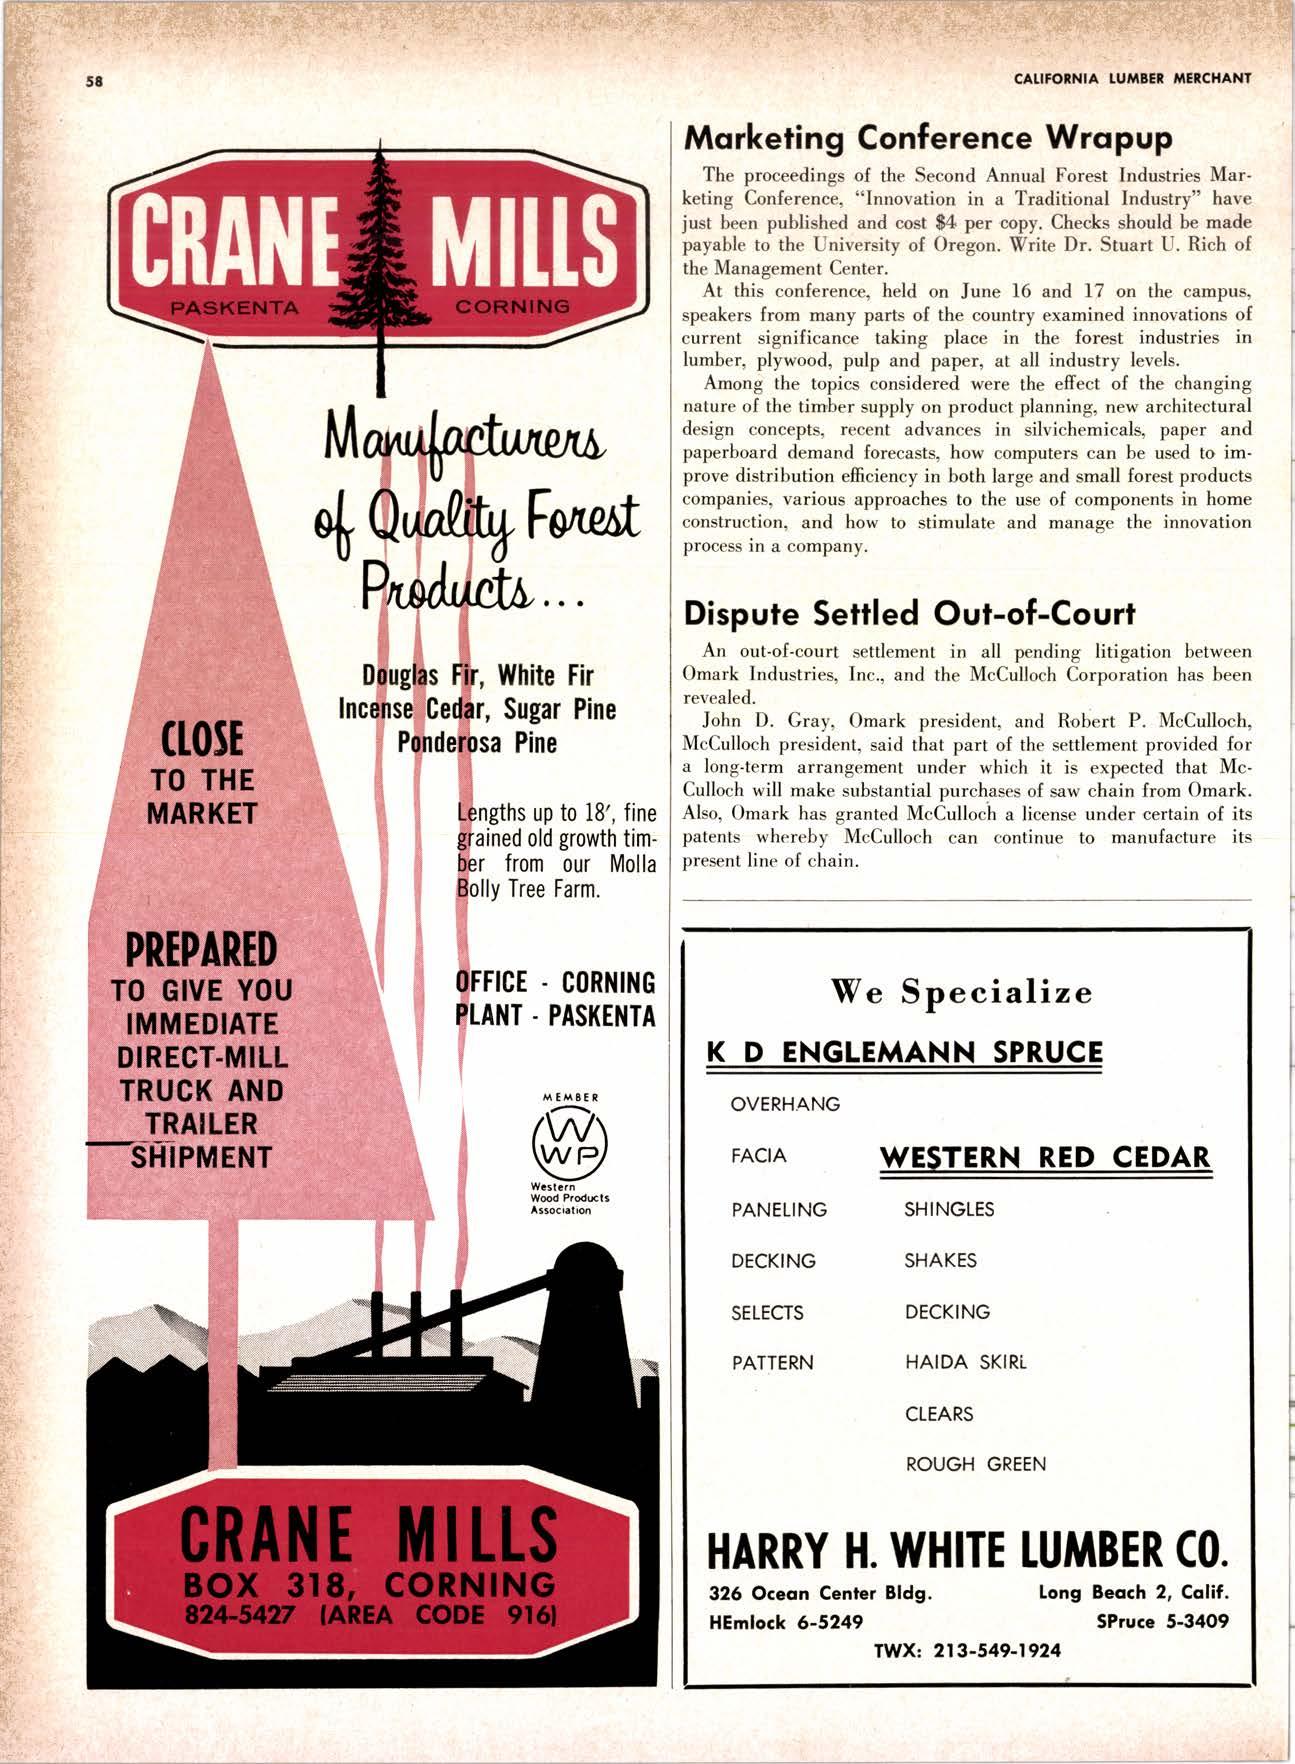 58
CALIFORNIA LUMBER MERCHANT
CRANE MILLS
PASKENTA CORNING
Manufacturers
of Quality Forest
Products...
Douglas Fir, White Fir
Incense Cedar, Sugar Pine
Ponderosa Pine
CLOSE
TO THE
MARKET
Lengths up to 18′, fine
grained old growth tim-
ber from our Molla
Bolly Tree Farm.
PREPARED
TO GIVE YOU
IMMEDIATE
DIRECT-MILL
TRUCK AND
TRAILER
SHIPMENT
OFFICE - CORNING
PLANT - PASKENTA
MEMBER
WWP
Western
Wood Products
Association
CRANE MILLS
BOX 318, CORNING
824-5427 (AREA CODE 916)
Marketing Conference Wrapup
The proceedings of the Second Annual Forest Industries Mar-
keting Conference, “Innovation in a Traditional Industry” have
just been published and cost $4 per copy. Checks should be made
payable to the University of Oregon. Write Dr. Stuart U. Rich of
the Management Center.
At this conference, held on June 16 and 17 on the campus,
speakers from many parts of the country examined innovations of
current significance taking place in the forest industries in
lumber, plywood, pulp and paper, at all industry levels.
Among the topics considered were the effect of the changing
nature of the timber supply on product planning, new architectural
design concepts, recent advances in silvichemicals, paper and
paperboard demand forecasts, how computers can be used to im-
prove distribution efficiency in both large and small forest products
companies, various approaches to the use of components in home
construction, and how to stimulate and manage the innovation
process in a company.
Dispute Settled Out-of-Court
An out-of-court settlement in all pending litigation between
Omark Industries, Inc., and the McCulloch Corporation has been
revealed.
John D. Gray, Omark president, and Robert P. McCulloch,
McCulloch president, said that part of the settlement provided for
a long-term arrangement under which it is expected that Mc-
Culloch will make substantial purchases of saw chain from Omark.
Also, Omark has granted McCulloch a license under certain of its
patents whereby McCulloch can continue to manufacture its
present line of chain.
We Specialize
K D ENGLEMANN SPRUCE
OVERHANG
FACIA
PANELING
DECKING
SELECTS
PATTERN
WESTERN RED CEDAR
SHINGLES
SHAKES
DECKING
HAIDA SKIRL
CLEARS
ROUGH GREEN
HARRY H. WHITE LUMBER CO.
326 Ocean Center Bldg. Long Beach 2, Calif.
HEmlock 6-5249 SPruce 5-3409
TWX: 213-549-1924